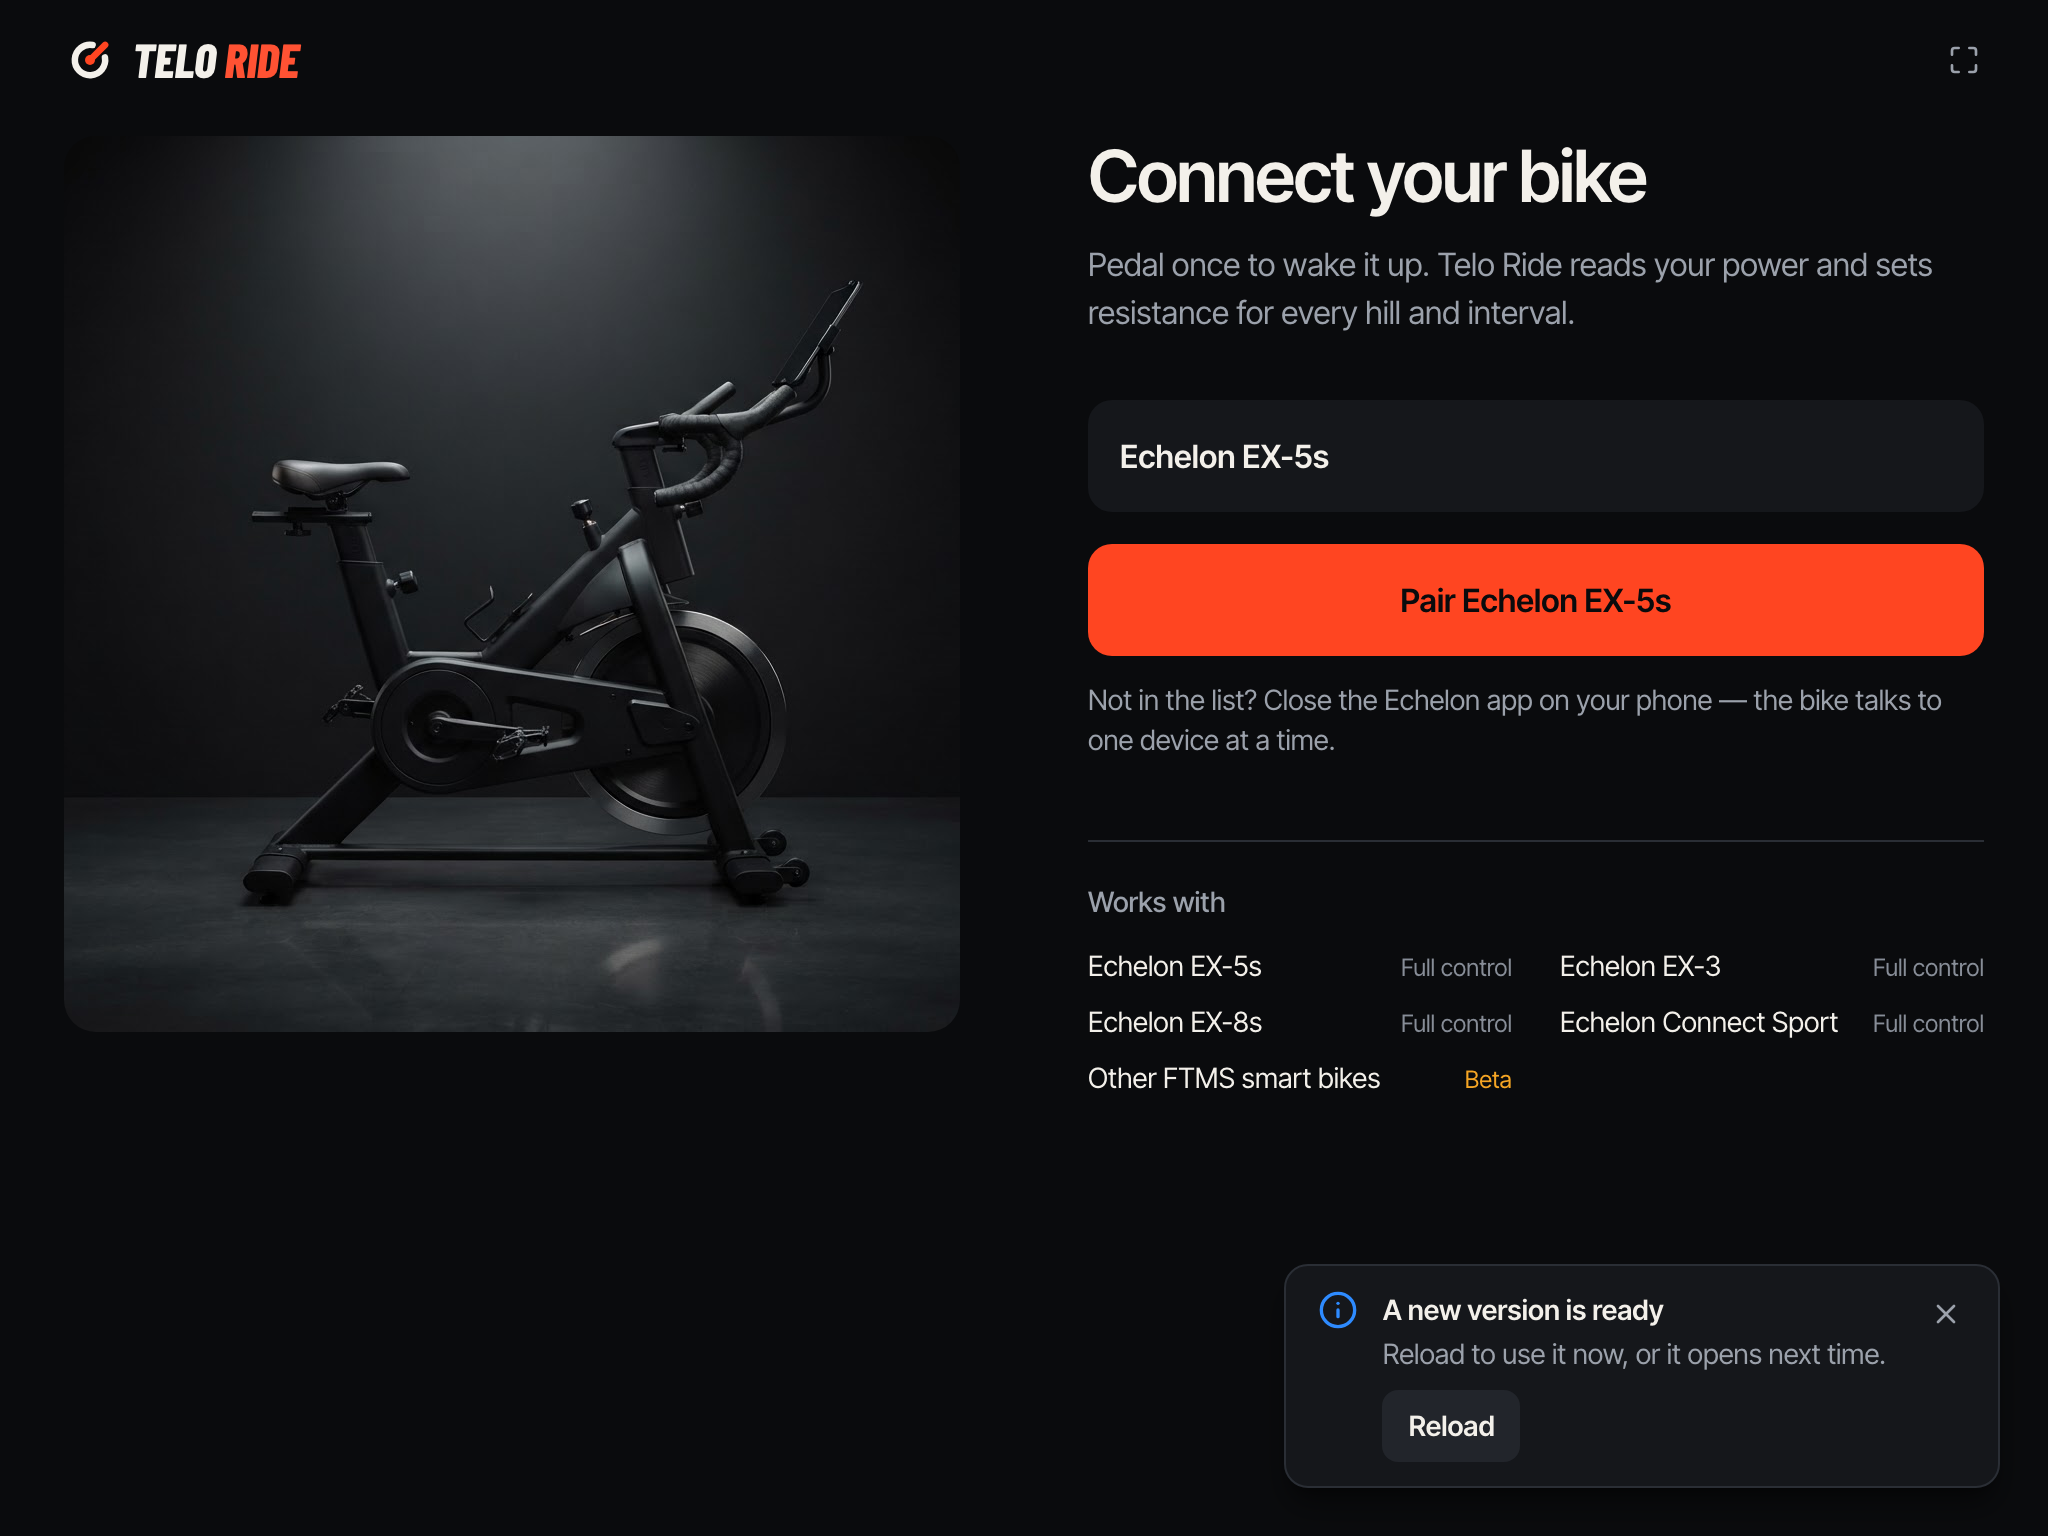 TELO RIDE
Connect your bike
Pedal once to wake it up. Telo Ride reads your power and sets
resistance for every hill and interval.
Echelon EX-5s
Pair Echelon EX-5s
Not in the list? Close the Echelon app on your phone — the bike talks to
one device at a time.
Works with
Echelon EX-5s Full control Echelon EX-3 Full control
Echelon EX-8s Full control Echelon Connect Sport Full control
Other FTMS smart bikes Beta
A new version is ready
Reload to use it now, or it opens next time.
Reload